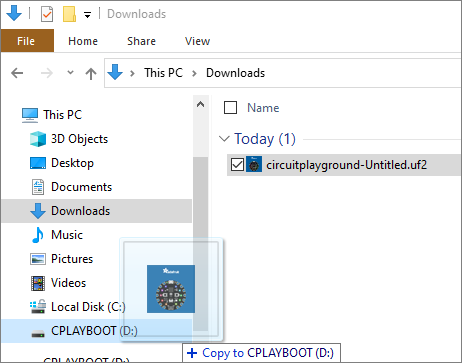 Downloads
File
Home
Share
View
This PC
Downloads
Name
This PC
3D Objects
Desktop
Documents
Downloads
Music
Pictures
Videos
Local Disk (C:)
CPLAYBOOT (D:)
Today (1)
circuitplayground-Untitled.uf2
+ Copy to CPLAYBOOT (D:)
CPLAYBOOT (D:)